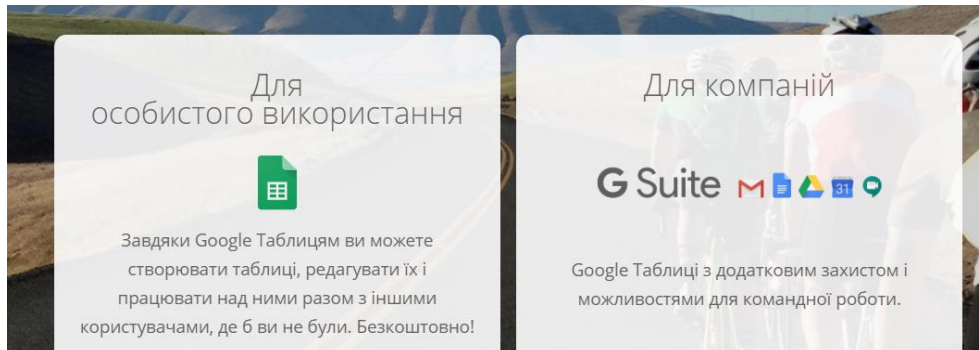 Для
особистого використання
Завдяки Google Таблицям ви можете
створювати таблиці, редагувати їх і
працювати над ними разом з іншими
користувачами, де б ви не були. Безкоштовно!
Для компаній
G Suite
31
Google Таблиці з додатковим захистом і
можливостями для командної роботи.